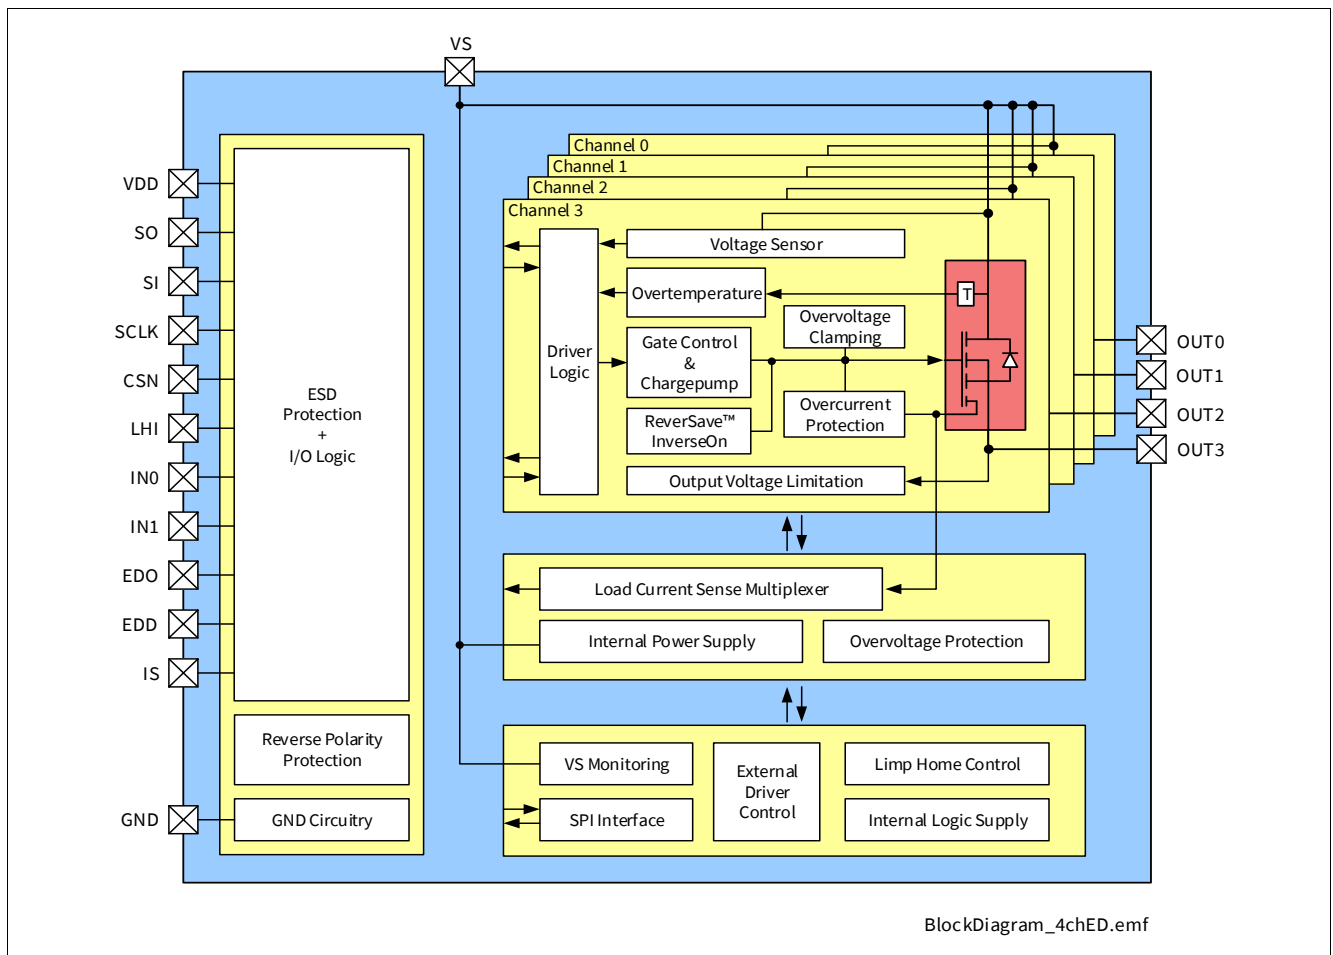 VS
VDD
SO
SI
SCLK
CSN
LHI
IN0
IN1
EDO
EDD
IS
GND
ESD
Protection
+
I/O Logic
Reverse Polarity
Protection
GND Circuitry
Channel 0
Channel 1
Channel 2
Channel 3
Driver
Logic
Voltage Sensor
Overtemperature
T
Overvoltage
Clamping
Gate Control
&
Chargepump
ReverSave™
InverseOn
Overcurrent
Protection
Output Voltage Limitation
OUT0
OUT1
OUT2
OUT3
Load Current Sense Multiplexer
Internal Power Supply
Overvoltage Protection
VS Monitoring
SPI Interface
External
Driver
Control
Limp Home Control
Internal Logic Supply
BlockDiagram_4chED.emf